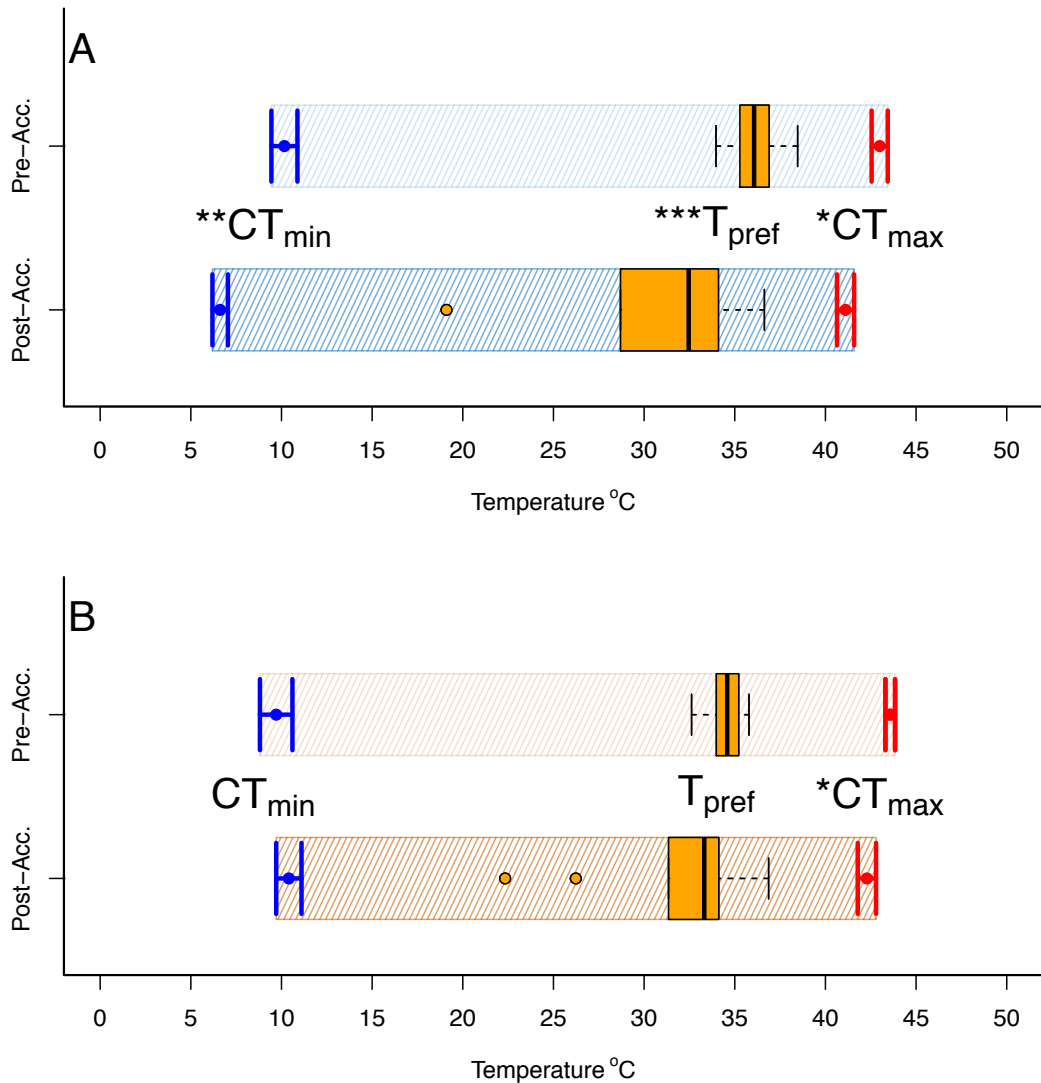 A
Pre-Acc.
**CTmin ***Tpref *CTmax
Post-Acc.
0 5 10 15 20 25 30 35 40 45 50
Temperature °C
B
Pre-Acc.
CTmin Tpref *CTmax
Post-Acc.
0 5 10 15 20 25 30 35 40 45 50
Temperature °C